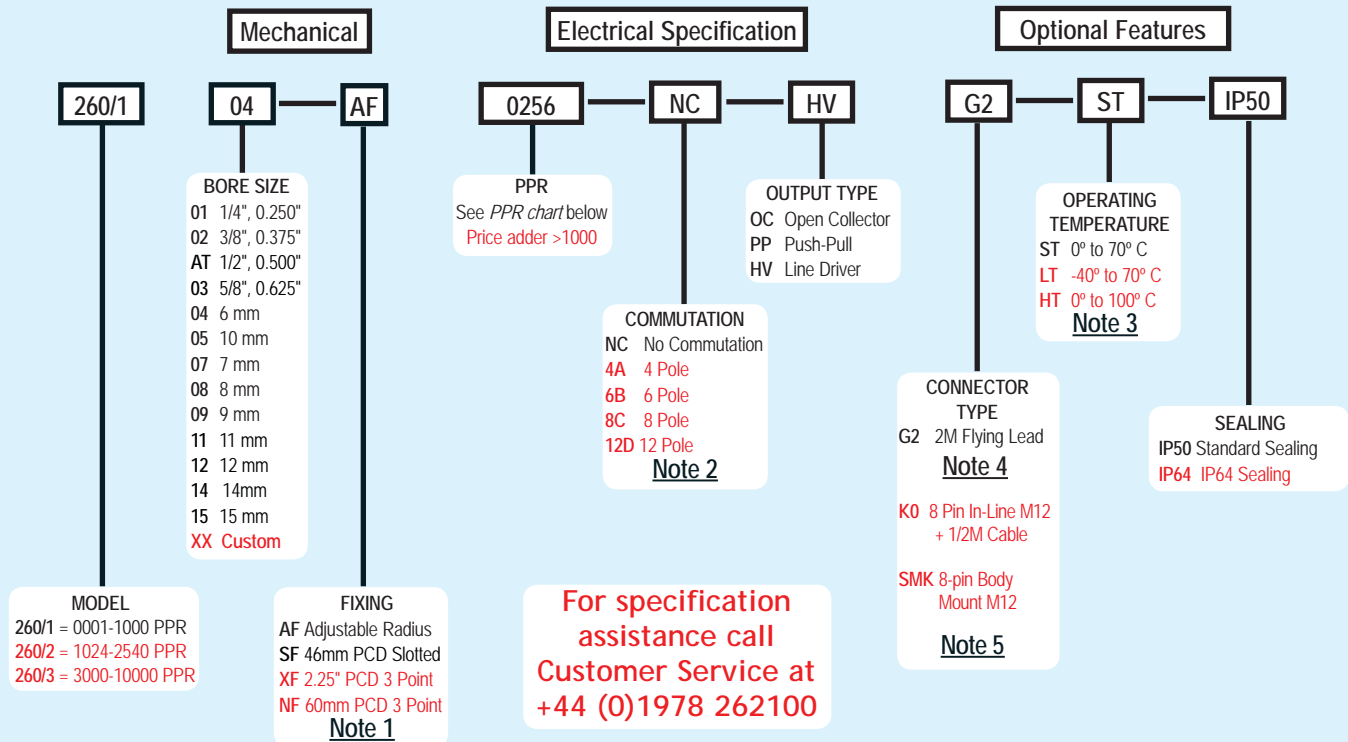 Mechanical
Electrical Specification
Optional Features
260/1
04
AF
0256
NC
HV
G2
ST
IP50
BORE SIZE
01 1/4", 0.250"
02 3/8", 0.375"
AT 1/2", 0.500"
03 5/8", 0.625"
04 6 mm
05 10 mm
07 7 mm
08 8 mm
09 9 mm
11 11 mm
12 12 mm
14 14mm
15 15 mm
XX Custom
PPR
See PPR chart below
Price adder >1000
OUTPUT TYPE
OC Open Collector
PP Push-Pull
HV Line Driver
OPERATING
TEMPERATURE
ST 0º to 70º C
LT -40º to 70º C
HT 0º to 100º C
Note 3
COMMUTATION
NC No Commutation
4A 4 Pole
6B 6 Pole
8C 8 Pole
12D 12 Pole
Note 2
CONNECTOR
TYPE
G2 2M Flying Lead
Note 4
K0 8 Pin In-Line M12
+ 1/2M Cable
SMK 8-pin Body
Mount M12
Note 5
SEALING
IP50 Standard Sealing
IP64 IP64 Sealing
MODEL
260/1 = 0001-1000 PPR
260/2 = 1024-2540 PPR
260/3 = 3000-10000 PPR
FIXING
AF Adjustable Radius
SF 46mm PCD Slotted
XF 2.25" PCD 3 Point
NF 60mm PCD 3 Point
Note 1
For specification
assistance call
Customer Service at
+44 (0)1978 262100